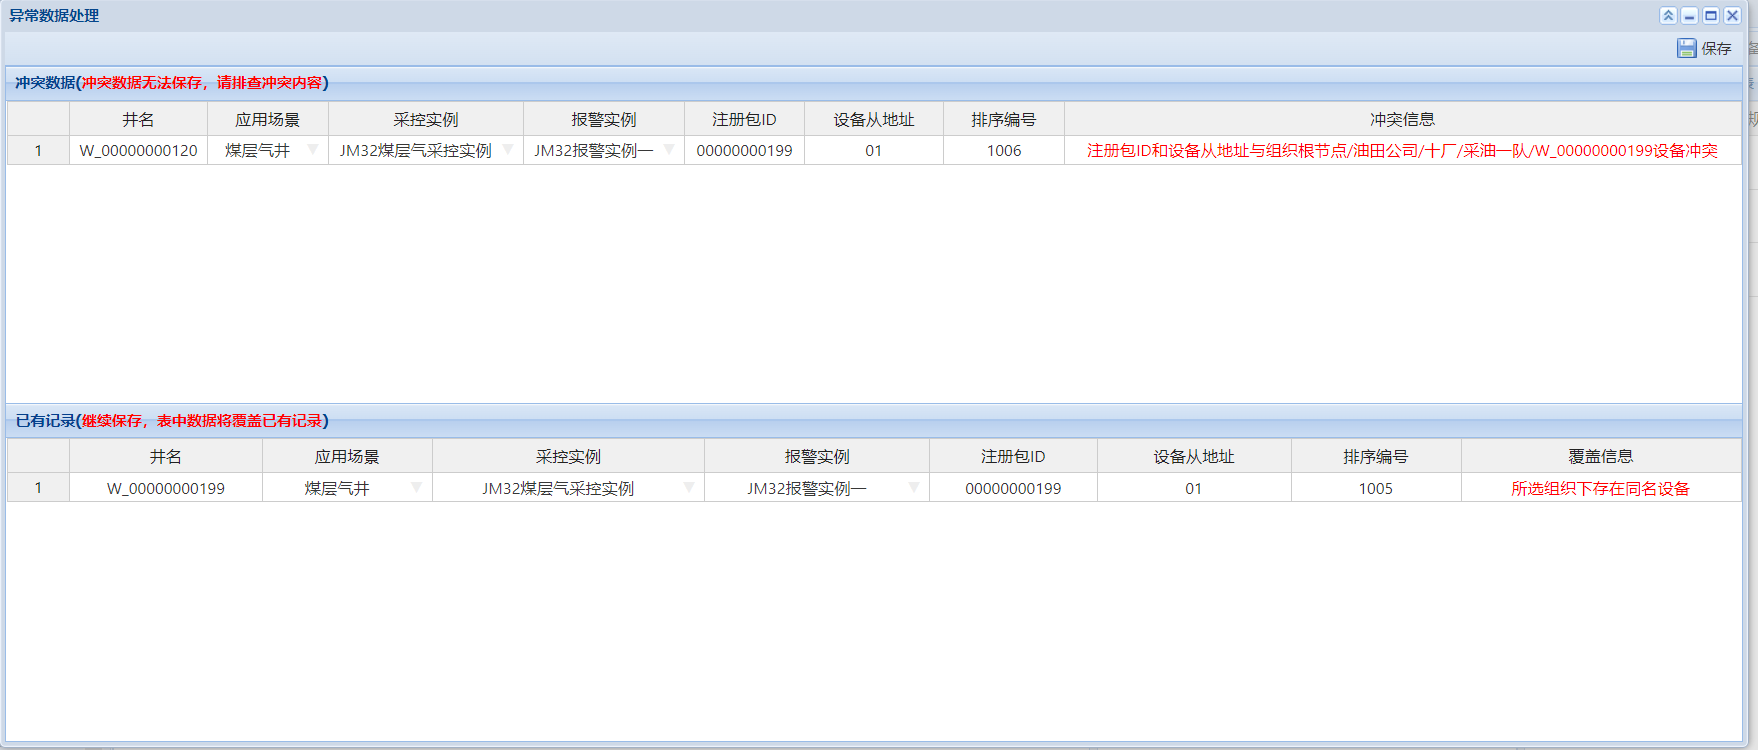 异常数据处理
保存
冲突数据(冲突数据无法保存，请排查冲突内容)
井名 应用场景 采控实例 报警实例 注册包ID 设备从地址 排序编号 冲突信息
1 W_00000000120 煤层气井 JM32煤层气采控实例 JM32报警实例一 00000000199 01 1006 注册包ID和设备从地址与组织根节点/油田公司/十厂/采油一队/W_00000000199设备冲突
已有记录(继续保存，表中数据将覆盖已有记录)
井名 应用场景 采控实例 报警实例 注册包ID 设备从地址 排序编号 覆盖信息
1 W_00000000199 煤层气井 JM32煤层气采控实例 JM32报警实例一 00000000199 01 1005 所选组织下存在同名设备